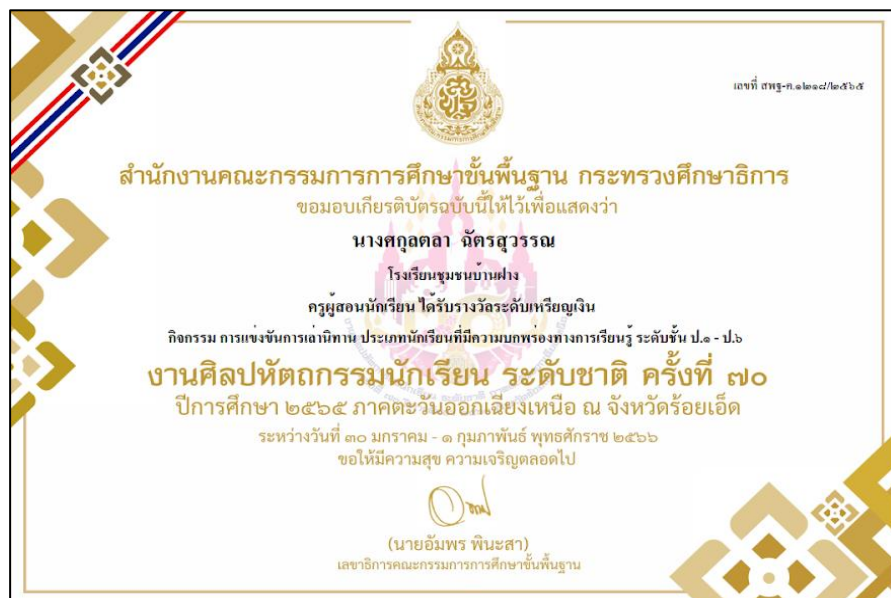 เลขที่ สพฐ-ค.๑๒๑๘/๒๕๖๕
สำนักงานคณะกรรมการการศึกษาขั้นพื้นฐาน กระทรวงศึกษาธิการ
ขอมอบเกียรติบัตรฉบับนี้ให้ไว้เพื่อแสดงว่า
นางศกุลตลา ฉัตรสุวรรณ
โรงเรียนชุมชนบ้านฝาง
ครูผู้สอนนักเรียน ได้รับรางวัลระดับเหรียญเงิน
กิจกรรม การแข่งขันการเล่านิทาน ประเภทนักเรียนที่มีความบกพร่องทางการเรียนรู้ ระดับชั้น ป.๑ - ป.๖
งานศิลปหัตถกรรมนักเรียน ระดับชาติ ครั้งที่ ๗๐
ปีการศึกษา ๒๕๖๕ ภาคตะวันออกเฉียงเหนือ ณ จังหวัดร้อยเอ็ด
ระหว่างวันที่ ๓๐ มกราคม - ๑ กุมภาพันธ์ พุทธศักราช ๒๕๖๖
ขอให้มีความสุข ความเจริญตลอดไป
(นายอัมพร พินะสา)
เลขาธิการคณะกรรมการการศึกษาขั้นพื้นฐาน